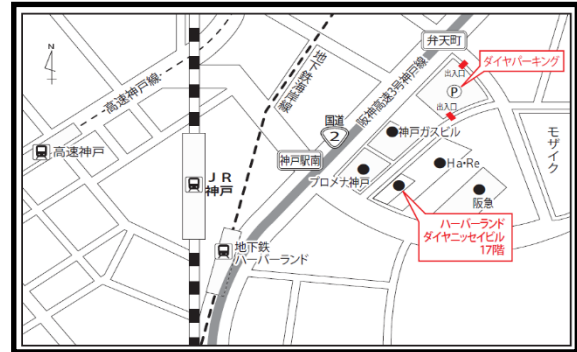 弁天町
ダイヤパーキング
出入口
P
出入口
N
地下鉄海岸線
阪神高速3号神戸線
高速神戸線
国道
2
神戸ガスビル
モザイク
高速神戸
JR
神戸
神戸駅南
プロメナ神戸
Ha・Re
阪急
地下鉄
ハーバーランド
ハーバーランド
ダイヤニッセイビル
17階